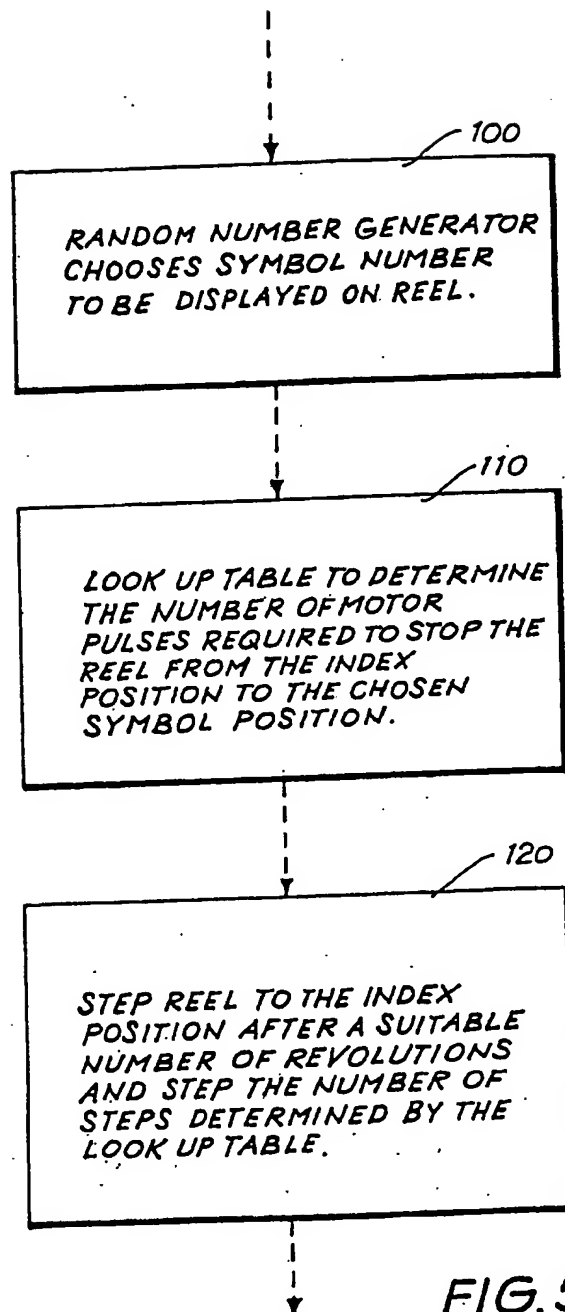 100
RANDOM NUMBER GENERATOR
CHOOSES SYMBOL NUMBER
TO BE DISPLAYED ON REEL.
110
LOOK UP TABLE TO DETERMINE
THE NUMBER OF MOTOR
PULSES REQUIRED TO STOP THE
REEL FROM THE INDEX
POSITION TO THE CHOSEN
SYMBOL POSITION.
120
STEP REEL TO THE INDEX
POSITION AFTER A SUITABLE
NUMBER OF REVOLUTIONS
AND STEP THE NUMBER OF
STEPS DETERMINED BY THE
LOOK UP TABLE.
FIG.